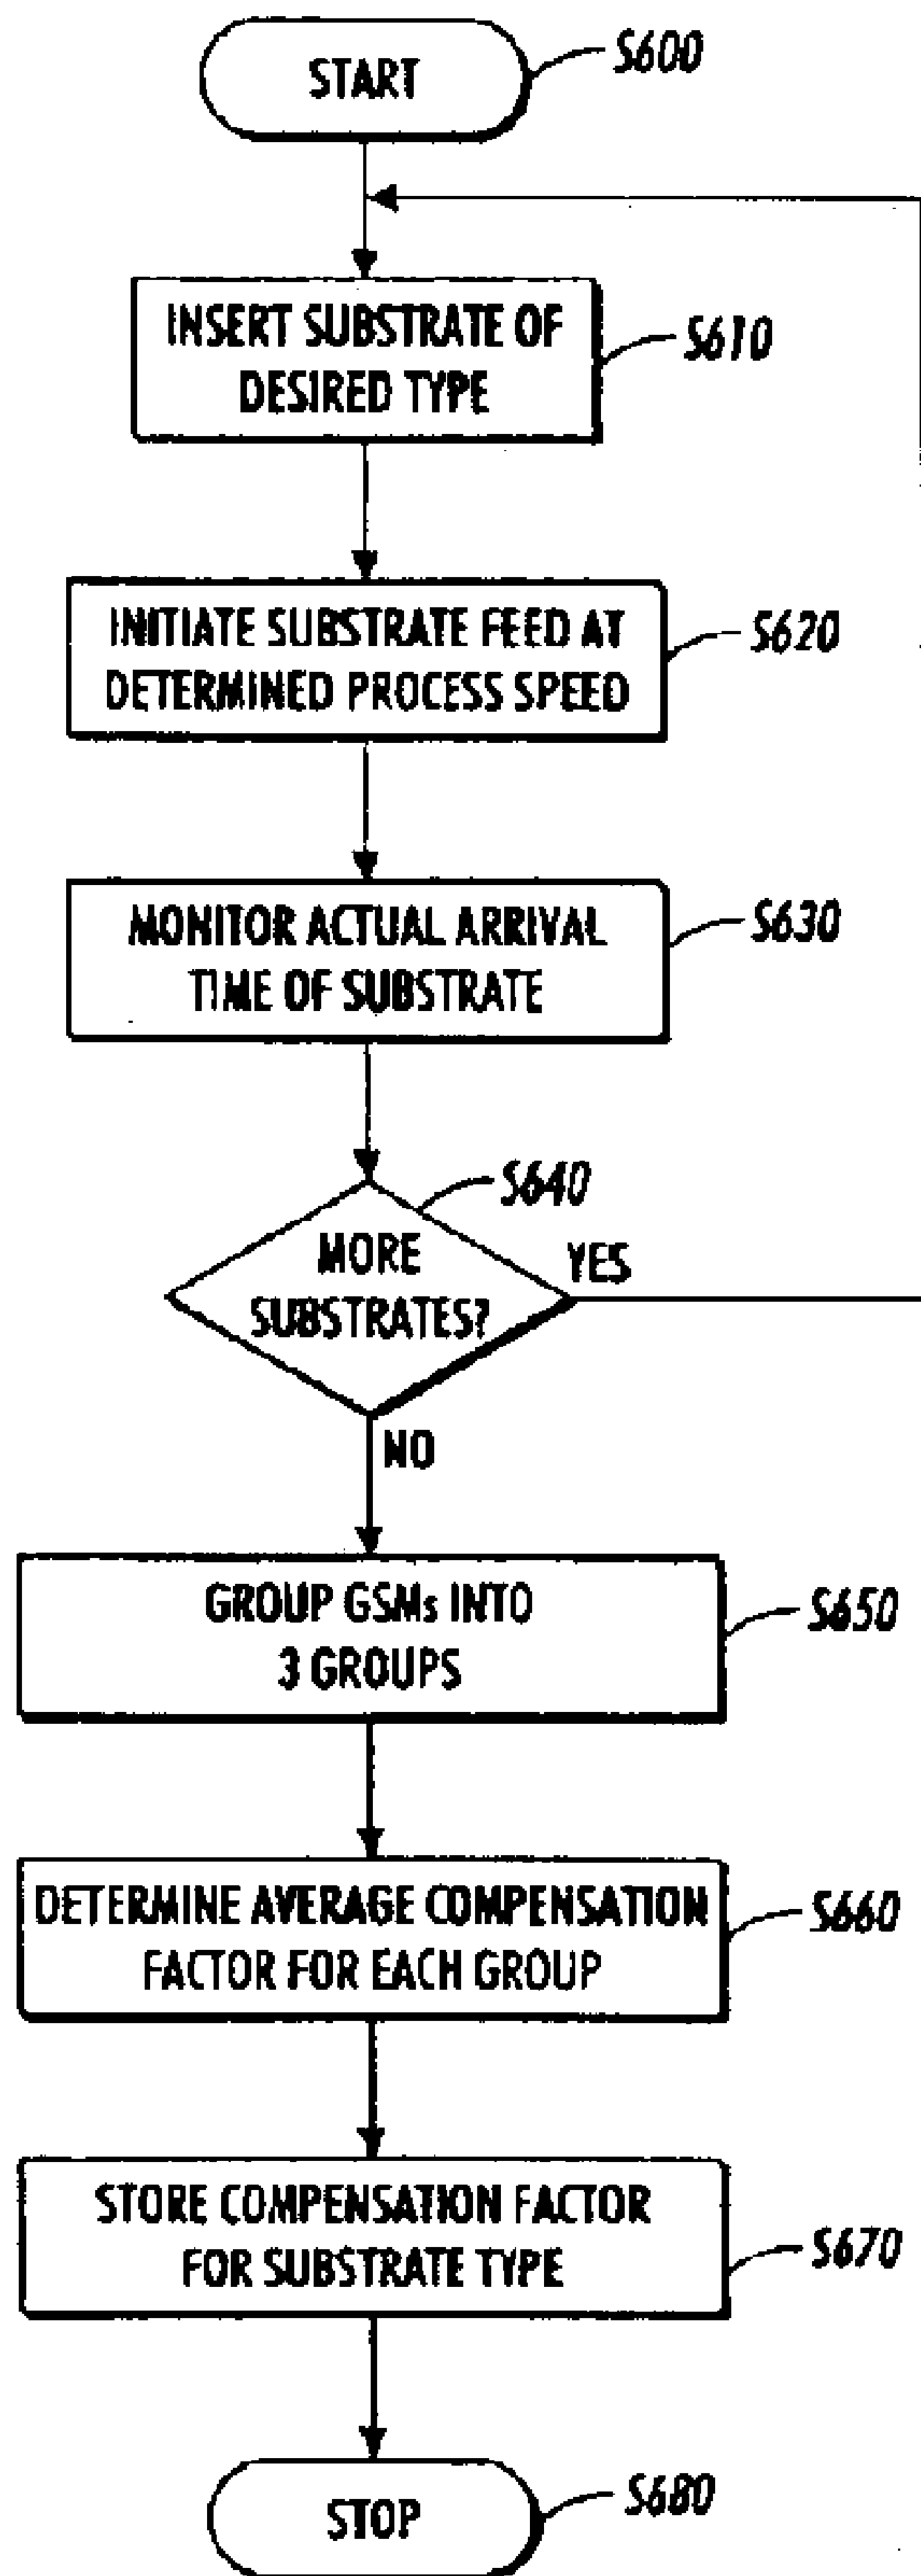 START
S600
INSERT SUBSTRATE OF
DESIRED TYPE
S610
INITIATE SUBSTRATE FEED AT
DETERMINED PROCESS SPEED
S620
MONITOR ACTUAL ARRIVAL
TIME OF SUBSTRATE
S630
S640
MORE
SUBSTRATES?
YES
NO
GROUP GSMs INTO
3 GROUPS
S650
DETERMINE AVERAGE COMPENSATION
FACTOR FOR EACH GROUP
S660
STORE COMPENSATION FACTOR
FOR SUBSTRATE TYPE
S670
STOP
S680